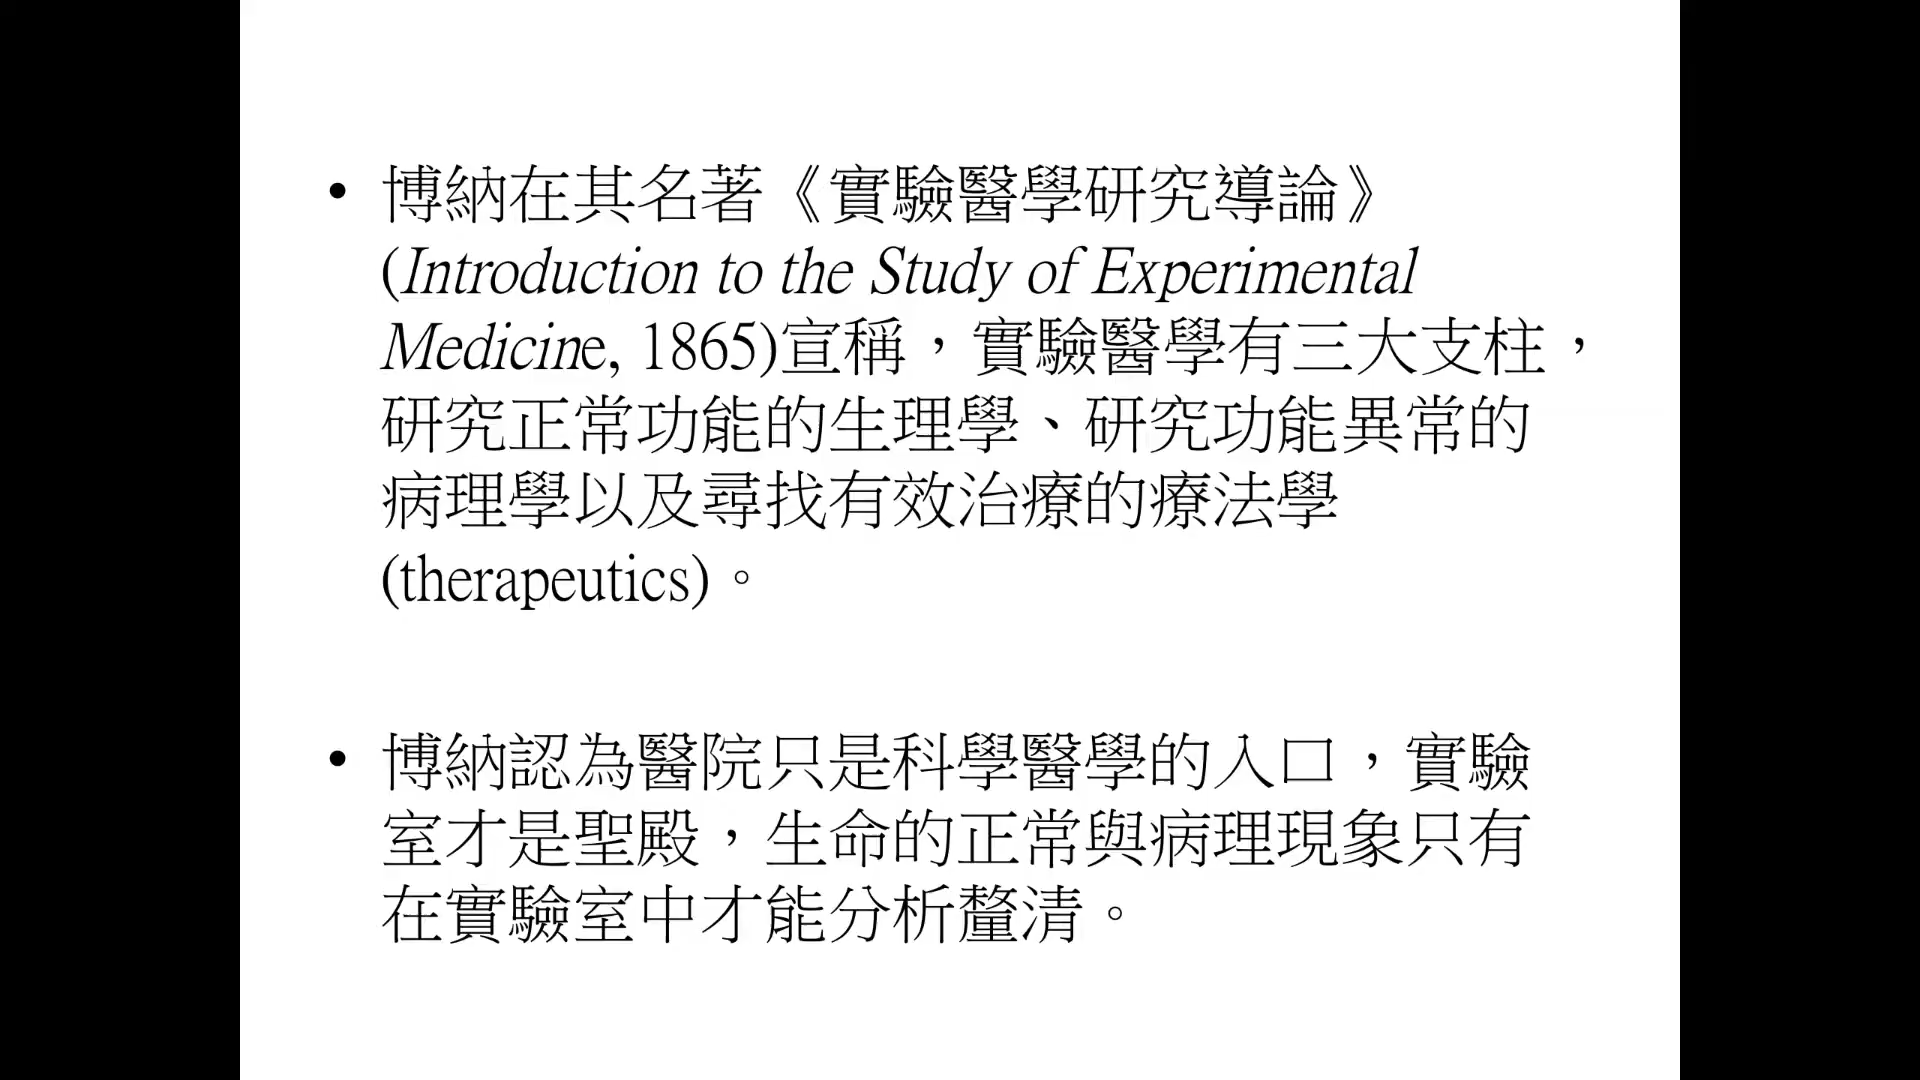 • 博納在其名著《實驗醫學研究導論》
(Introduction to the Study of Experimental
Medicine, 1865)宣稱，實驗醫學有三大支柱，
研究正常功能的生理學、研究功能異常的
病理學以及尋找有效治療的療法學
(therapeutics)。
• 博納認為醫院只是科學醫學的入口，實驗
室才是聖殿，生命的正常與病理現象只有
在實驗室中才能分析釐清。